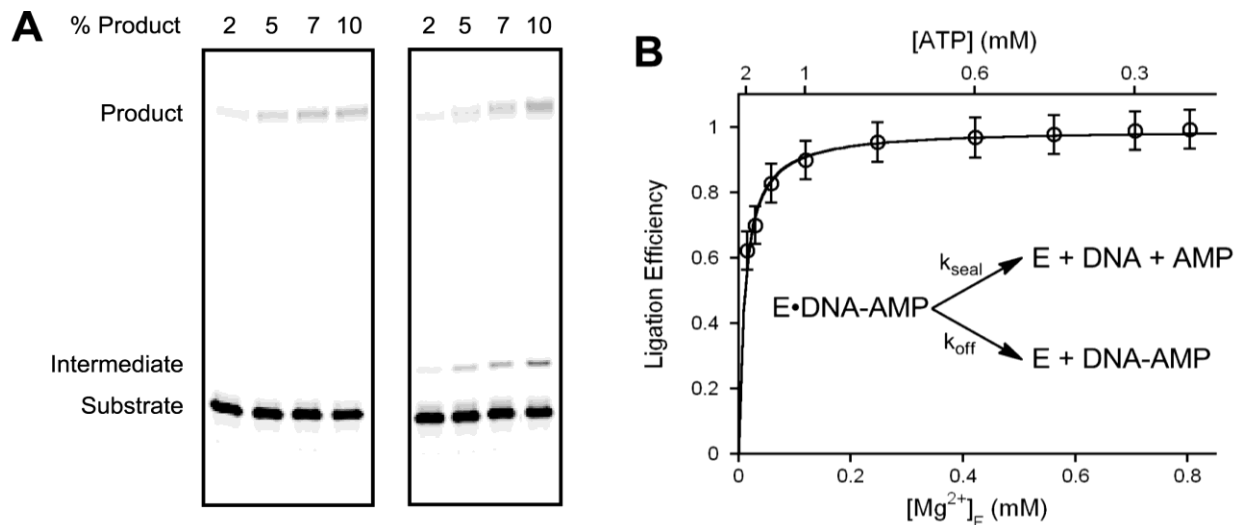 A
% Product 2 5 7 10 2 5 7 10
Product
Intermediate
Substrate
B
[ATP] (mM)
2 1 0.6 0.3
Ligation Efficiency
1
0.8
0.6
0.4
0.2
0
k_seal
E + DNA + AMP
E•DNA-AMP
k_off
E + DNA-AMP
0 0.2 0.4 0.6 0.8
[Mg²⁺]_F (mM)